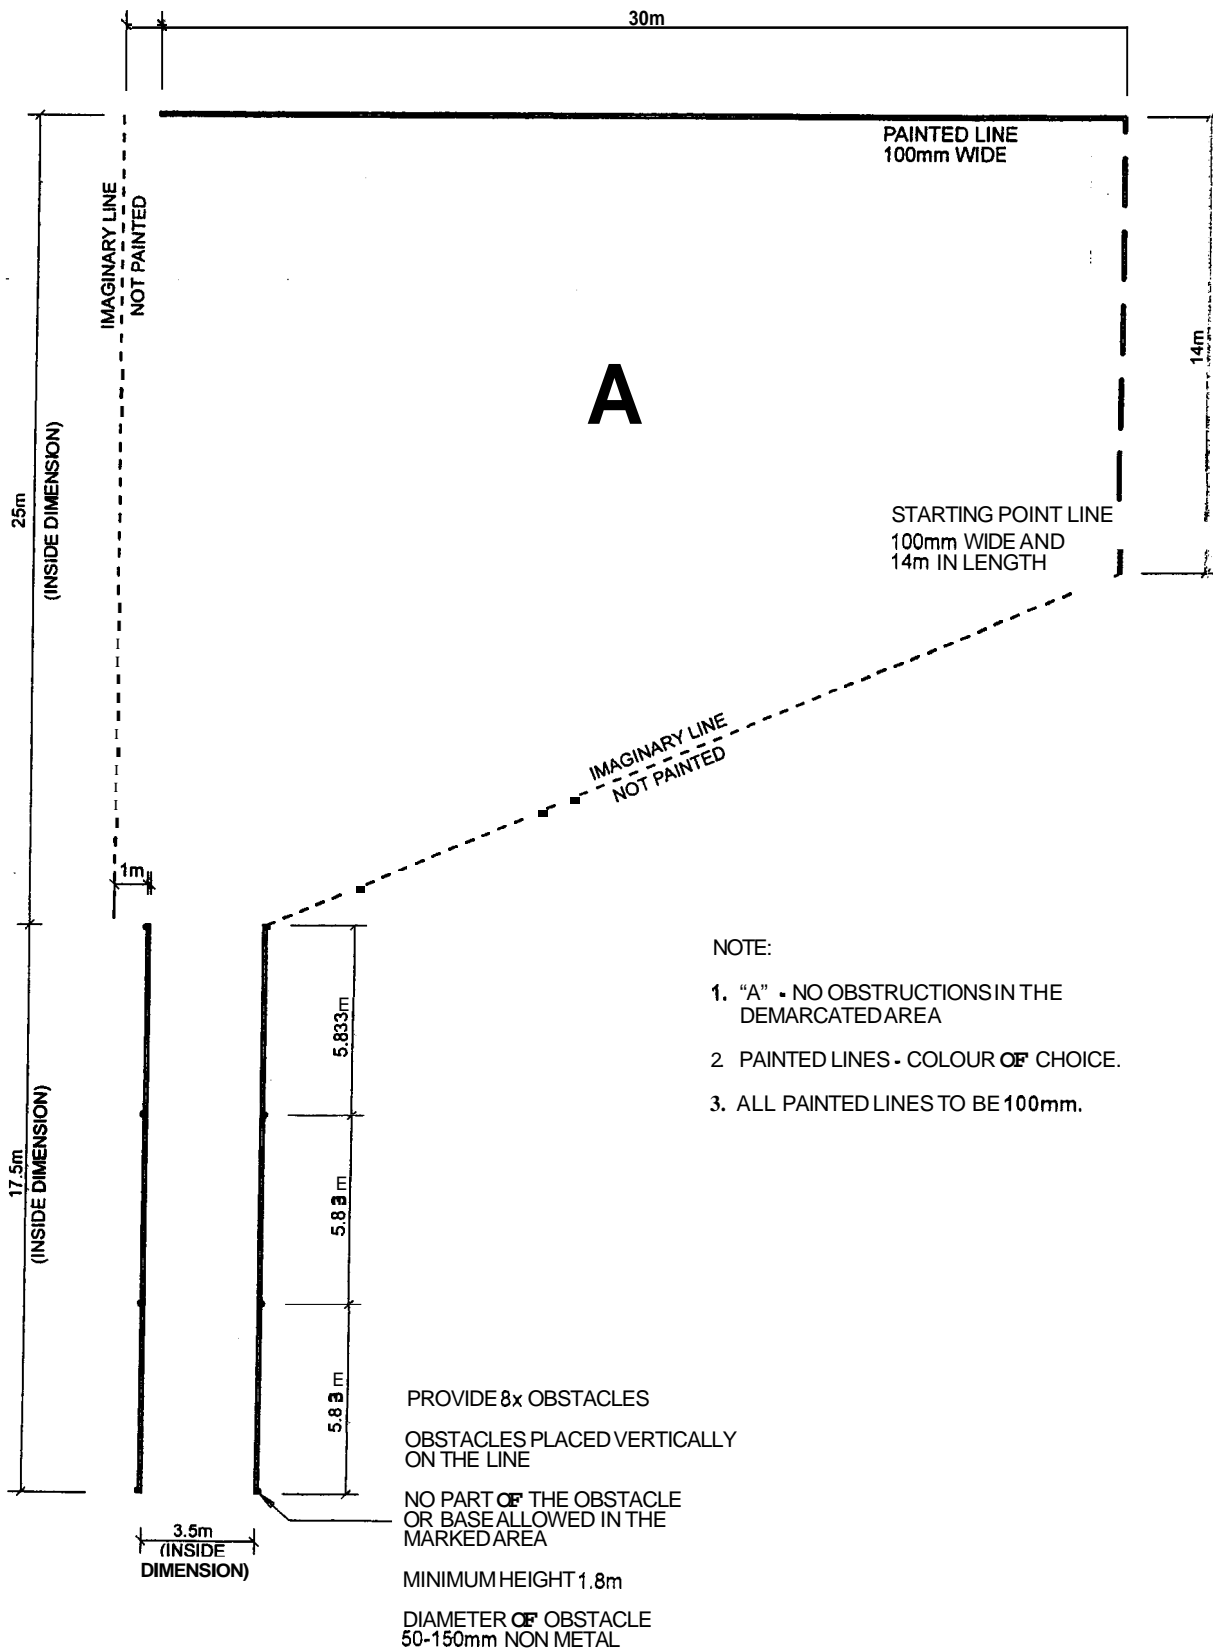 30m
PAINTED LINE
100mm WIDE
IMAGINARY LINE
NOT PAINTED
14m
A
25m
(INSIDE DIMENSION)
STARTING POINT LINE
100mm WIDE AND
14m IN LENGTH
IMAGINARY LINE
NOT PAINTED
1m
NOTE:
1. “A” - NO OBSTRUCTIONS IN THE
DEMARCATED AREA
2 PAINTED LINES - COLOUR OF CHOICE.
3. ALL PAINTED LINES TO BE 100mm.
5.833m
17.5m
(INSIDE DIMENSION)
PROVIDE 8x OBSTACLES
OBSTACLES PLACED VERTICALLY
ON THE LINE
NO PART OF THE OBSTACLE
OR BASE ALLOWED IN THE
MARKED AREA
3.5m
(INSIDE
DIMENSION)
MINIMUM HEIGHT 1.8m
DIAMETER OF OBSTACLE
50-150mm NON METAL